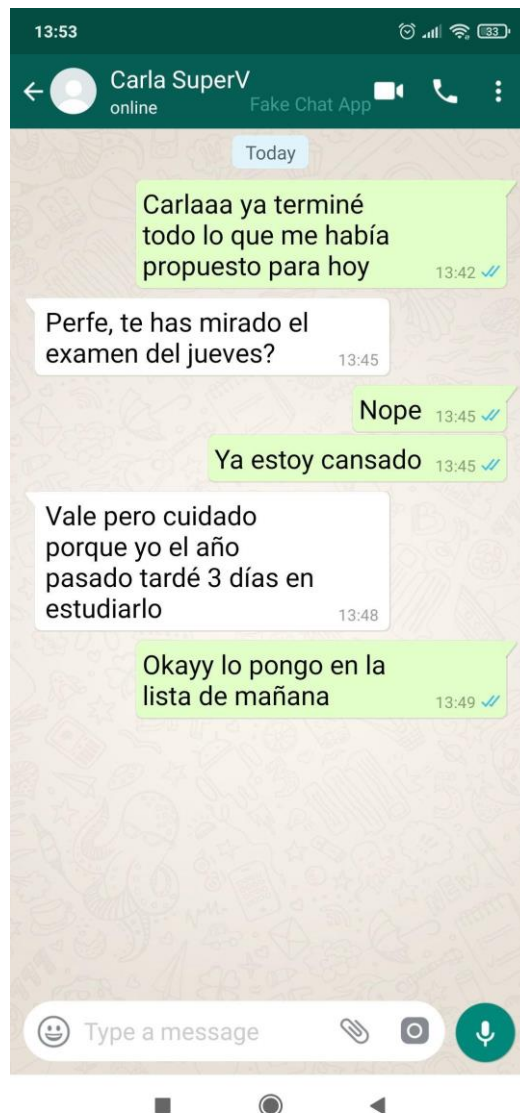 13:53
33
Carla SuperV
online
Fake Chat App
Today
Carlaaa ya terminé
todo lo que me había
propuesto para hoy
13:42
Perfe, te has mirado el
examen del jueves?
13:45
Nope
13:45
Ya estoy cansado
13:45
Vale pero cuidado
porque yo el año
pasado tardé 3 días en
estudiarlo
13:48
Okayy lo pongo en la
lista de mañana
13:49
Type a message